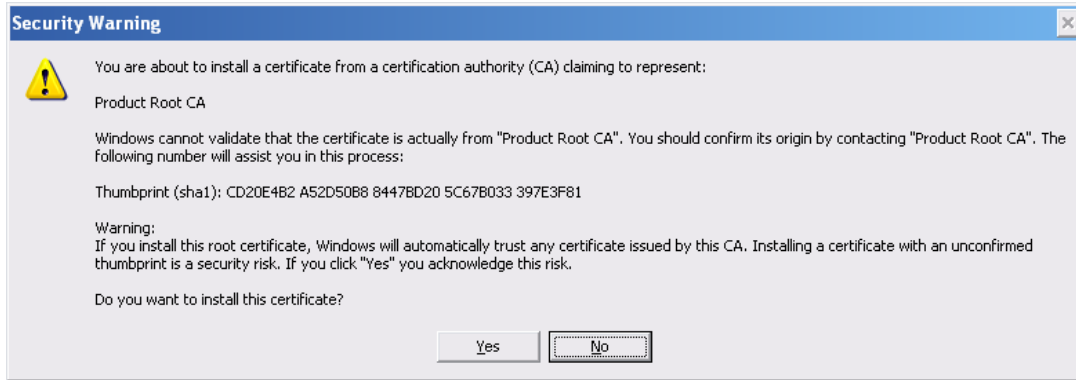 Security Warning
You are about to install a certificate from a certification authority (CA) claiming to represent:
Product Root CA
Windows cannot validate that the certificate is actually from "Product Root CA". You should confirm its origin by contacting "Product Root CA". The
following number will assist you in this process:
Thumbprint (sha1): CD20E4B2 A52D50B8 8447BD20 5C67B033 397E3F81
Warning:
If you install this root certificate, Windows will automatically trust any certificate issued by this CA. Installing a certificate with an unconfirmed
thumbprint is a security risk. If you click "Yes" you acknowledge this risk.
Do you want to install this certificate?
Yes No